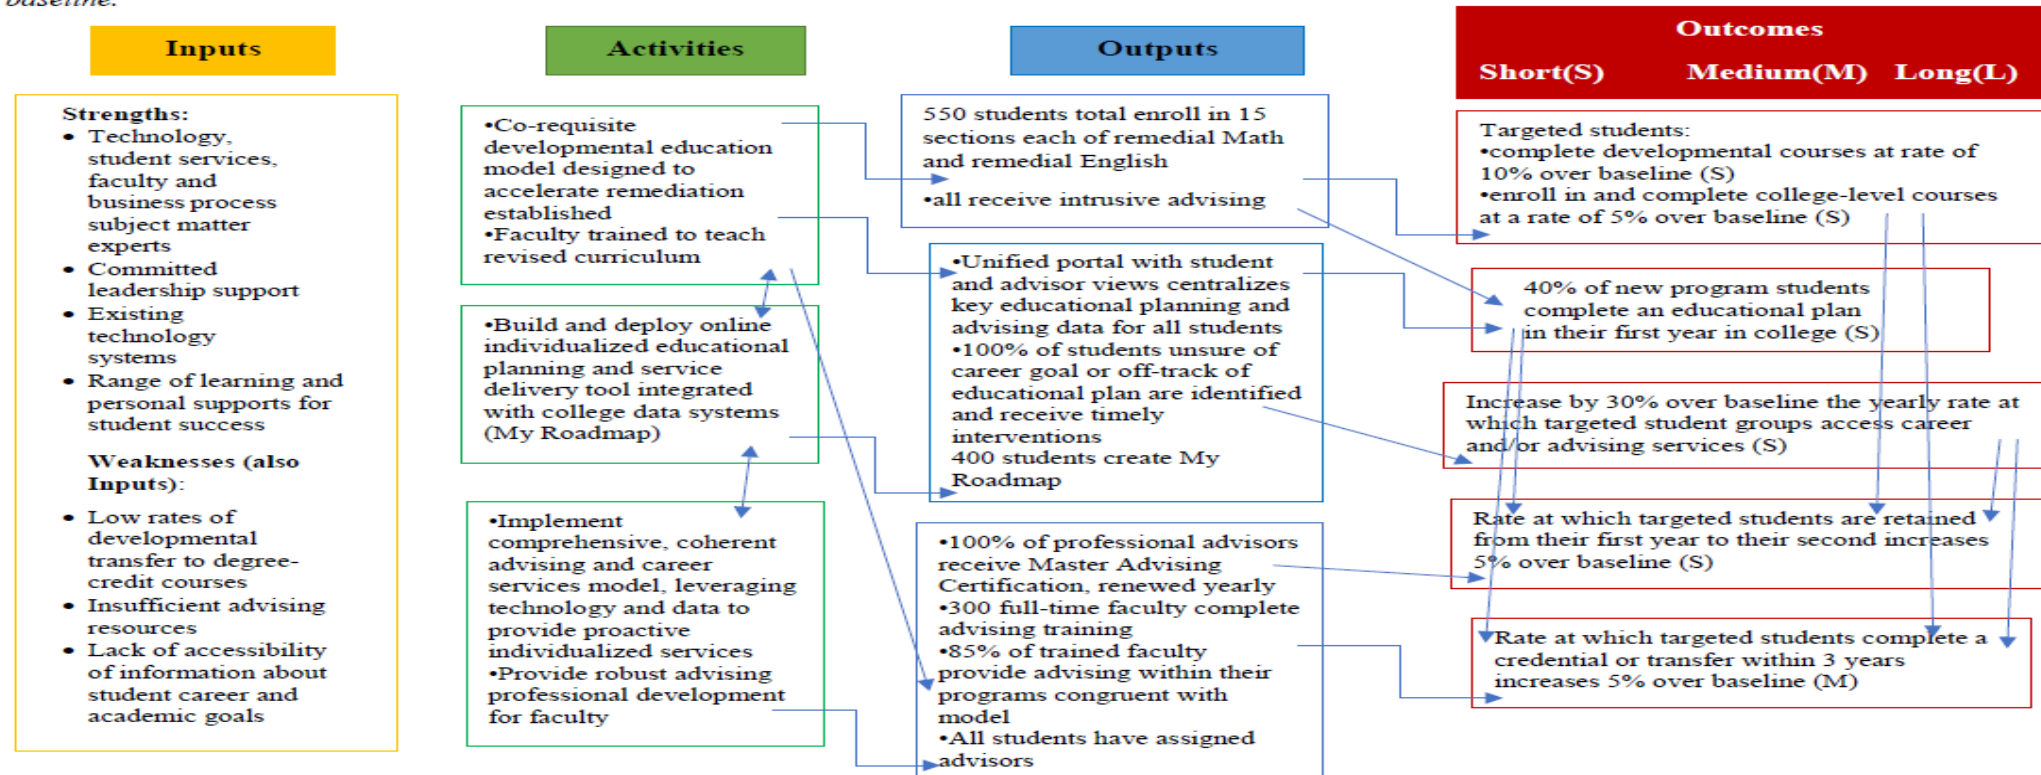 baseline.
Inputs
Strengths:
• Technology,
student services,
faculty and
business process
subject matter
experts
• Committed
leadership support
• Existing
technology
systems
• Range of learning and
personal supports for
student success
Weaknesses (also
Inputs):
• Low rates of
developmental
transfer to degree-
credit courses
• Insufficient advising
resources
• Lack of accessibility
of information about
student career and
academic goals
Activities
•Co-requisite
developmental education
model designed to
accelerate remediation
established
•Faculty trained to teach
revised curriculum
•Build and deploy online
individualized educational
planning and service
delivery tool integrated
with college data systems
(My Roadmap)
•Implement
comprehensive, coherent
advising and career
services model, leveraging
technology and data to
provide proactive
individualized services
•Provide robust advising
professional development
for faculty
Outputs
550 students total enroll in 15
sections each of remedial Math
and remedial English
•all receive intrusive advising
•Unified portal with student
and advisor views centralizes
key educational planning and
advising data for all students
•100% of students unsure of
career goal or off-track of
educational plan are identified
and receive timely
interventions
400 students create My
Roadmap
•100% of professional advisors
receive Master Advising
Certification, renewed yearly
•300 full-time faculty complete
advising training
•85% of trained faculty
provide advising within their
programs congruent with
model
•All students have assigned
advisors
Outcomes
Short(S) Medium(M) Long(L)
Targeted students:
•complete developmental courses at rate of
10% over baseline (S)
•enroll in and complete college-level courses
at a rate of 5% over baseline (S)
40% of new program students
complete an educational plan
in their first year in college (S)
Increase by 30% over baseline the yearly rate at
which targeted student groups access career
and/or advising services (S)
Rate at which targeted students are retained
from their first year to their second increases
5% over baseline (S)
Rate at which targeted students complete a
credential or transfer within 3 years
increases 5% over baseline (M)